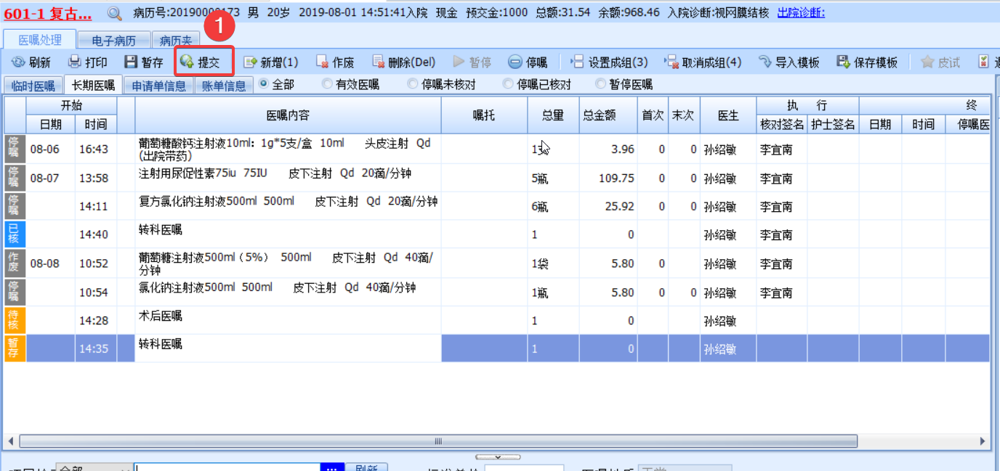 601-1 复古... 病历号:20190000173 男 20岁 2019-08-01 14:51:41入院 现金 预交金:1000 总额:31.54 余额:968.46 入院诊断:视网膜结核 出院诊断:
1
医嘱处理 电子病历 病历夹
刷新 打印 暂存 提交 新增(1) 作废 删除(Del) 暂停 停嘱 设置成组(3) 取消成组(4) 导入模板 保存模板 皮试
临时医嘱 长期医嘱 申请单信息 账单信息 全部 有效医嘱 停嘱未核对 停嘱已核对 暂停医嘱
开始 医嘱内容 嘱托 总量 总金额 首次 末次 医生 执 行 终
日期 时间 核对签名 护士签名 日期 时间 停嘱医
停嘱 08-06 16:43 葡萄糖酸钙注射液10ml: 1g*5支/盒 10ml 头皮注射 Qd
(出院带药) 1支 3.96 0 0 孙绍敏 李宜南
停嘱 08-07 13:58 注射用尿促性素75iu 75IU 皮下注射 Qd 20滴/分钟 5瓶 109.75 0 0 孙绍敏 李宜南
停嘱 14:11 复方氯化钠注射液500ml 500ml 皮下注射 Qd 20滴/分钟 6瓶 25.92 0 0 孙绍敏 李宜南
已核 14:40 转科医嘱 1 0 孙绍敏 李宜南
作废 08-08 10:52 葡萄糖注射液500ml（5%） 500ml 皮下注射 Qd 40滴/
分钟 1袋 5.80 0 孙绍敏 李宜南
停嘱 10:54 氯化钠注射液500ml 500ml 皮下注射 Qd 40滴/分钟 1瓶 5.80 0 0 孙绍敏 李宜南
待核 14:28 术后医嘱 1 0 孙绍敏
暂存 14:35 转科医嘱 1 0 孙绍敏
全部 刷新